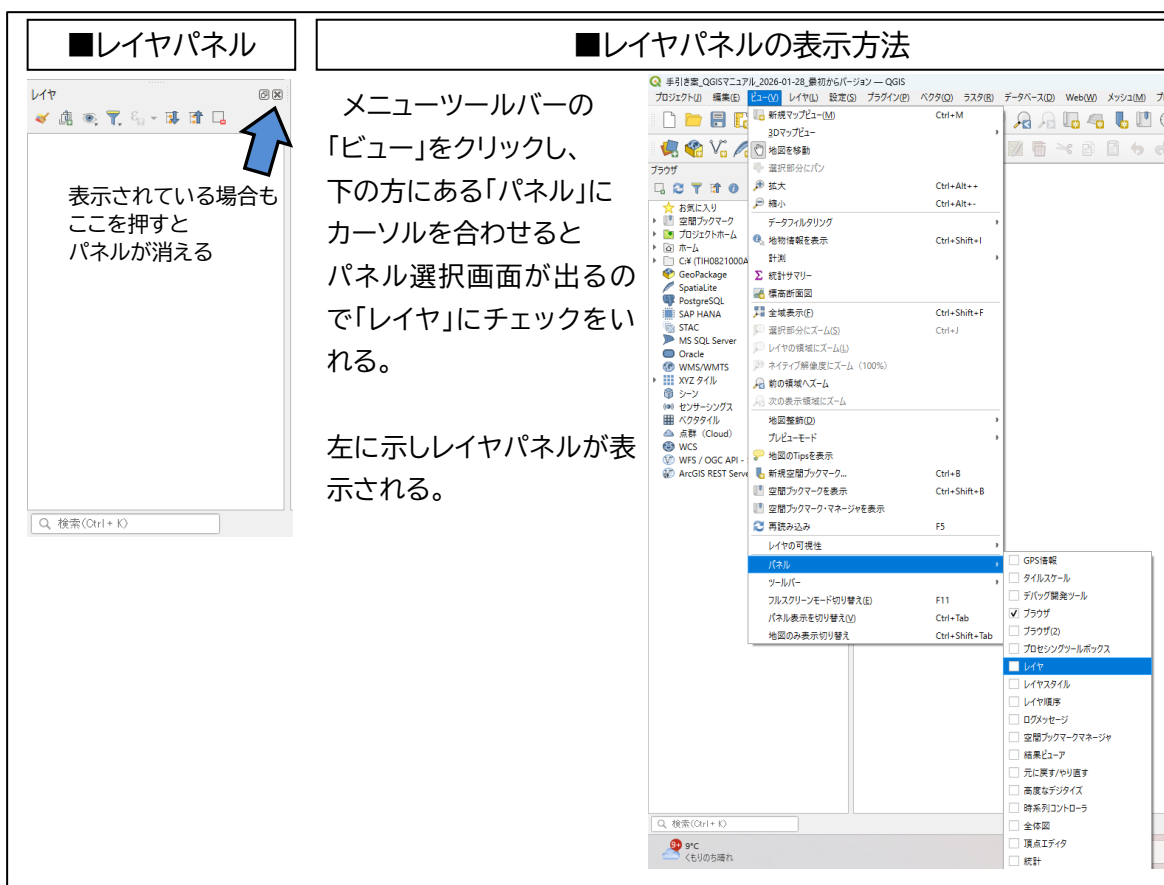 ■レイヤパネル
レイヤ
表示されている場合も
ここを押すと
パネルが消える
検索(Ctrl + K)
■レイヤパネルの表示方法
メニューツールバーの
「ビュー」をクリックし、
下の方にある「パネル」に
カーソルを合わせると
パネル選択画面が出るの
で「レイヤ」にチェックをい
れる。
左に示しレイヤパネルが表
示される。
手引き案_QGISマニュアル_2026-01-28_最初からバージョン — QGIS
プロジェクト(J) 編集(E) ビュー(V) レイヤ(L) 設定(S) プラグイン(P) ベクタ(O) ラスタ(R) データベース(D) Web(W) メッシュ(M)
ブラウザ
お気に入り
空間ブックマーク
プロジェクトホーム
ホーム
C:¥ (TIH0821000A
GeoPackage
SpatiaLite
PostgreSQL
SAP HANA
STAC
MS SQL Server
Oracle
WMS/WMTS
XYZ タイル
シーン
センサーシングス
ベクタタイル
点群 (Cloud)
WCS
WFS / OGC API -
ArcGIS REST Serve
新規マップビュー(M) Ctrl+M
3Dマップビュー
地図を移動
選択部分にパン
拡大 Ctrl+Alt++
縮小 Ctrl+Alt+-
データフィルタリング
地物情報を表示 Ctrl+Shift+I
計測
統計サマリー
標高断面図
全域表示(F) Ctrl+Shift+F
選択部分にズーム(S) Ctrl+J
レイヤの領域にズーム(L)
ネイティブ解像度にズーム (100%)
前の領域へズーム
次の表示領域にズーム
地図整飾(D)
プレビューモード
地図のTipsを表示
新規空間ブックマーク... Ctrl+B
空間ブックマークを表示 Ctrl+Shift+B
空間ブックマーク・マネージャを表示
再読み込み F5
レイヤの可視性
パネル
ツールバー
フルスクリーンモード切り替え(E) F11
パネル表示を切り替え(V) Ctrl+Tab
地図のみ表示切り替え Ctrl+Shift+Tab
GPS情報
タイルスケール
デバッグ開発ツール
ブラウザ
ブラウザ(2)
プロセシングツールボックス
レイヤ
レイヤスタイル
レイヤ順序
ログメッセージ
空間ブックマークマネージャ
結果ビューア
元に戻す/やり直す
高度なデジタイズ
時系列コントローラ
全体図
頂点エディタ
統計
検索(Ctrl + K)
9+
9°C
くもりのち晴れ